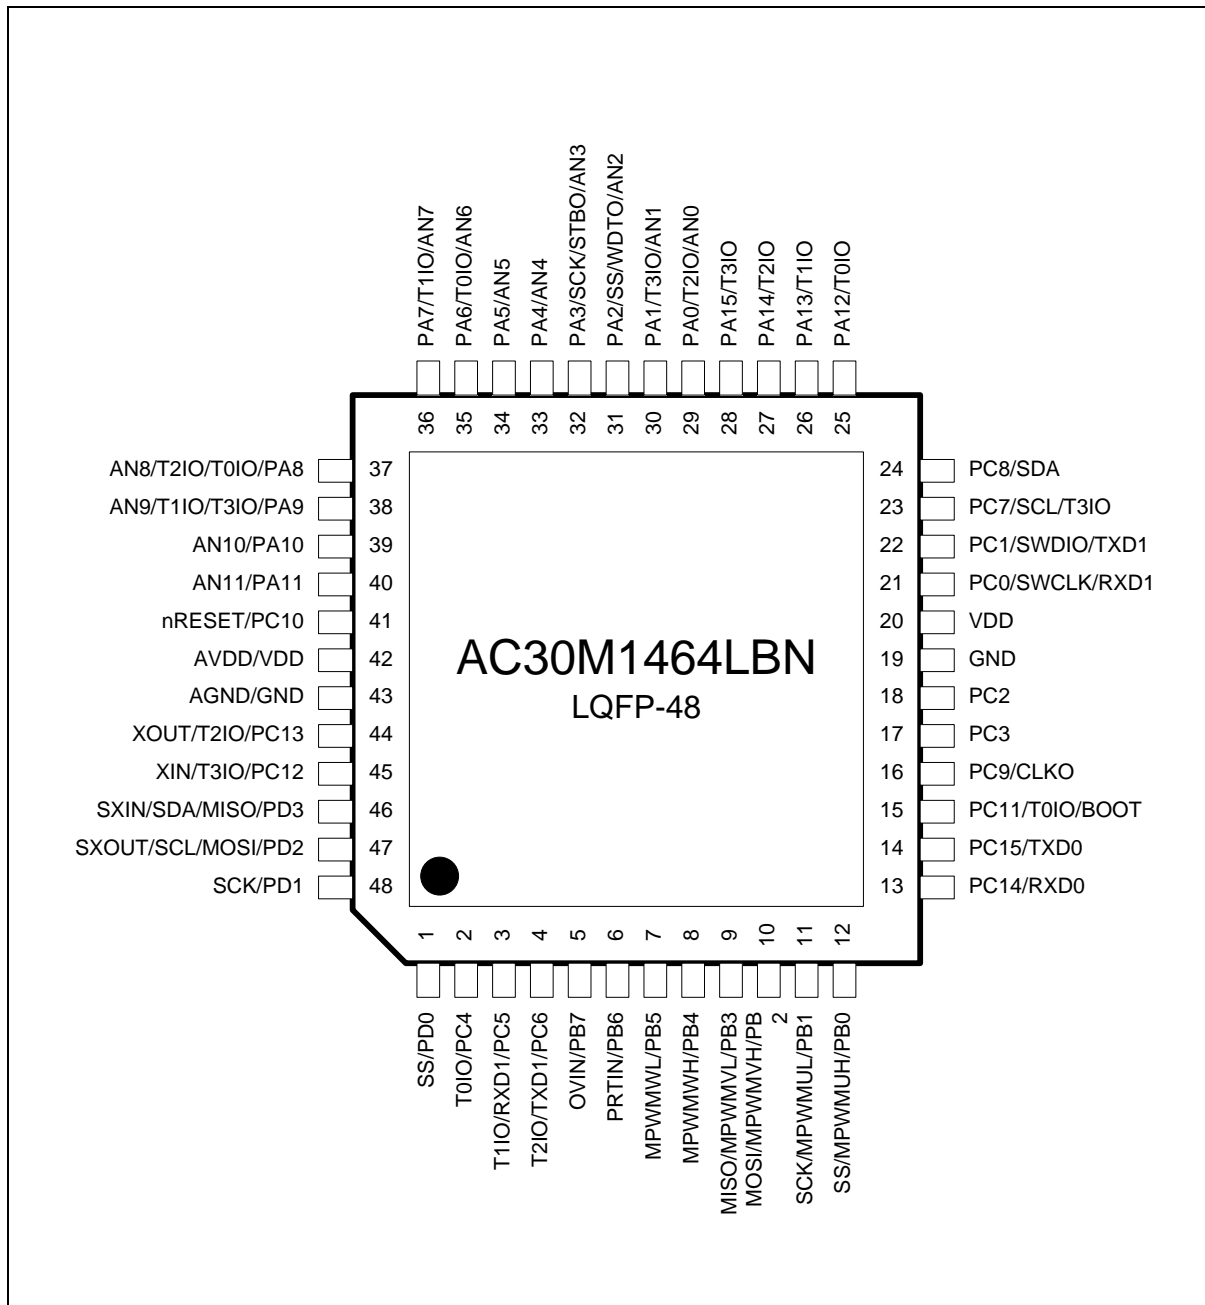 PA7/T1IO/AN7
PA6/T0IO/AN6
PA5/AN5
PA4/AN4
PA3/SCK/STBO/AN3
PA2/SS/WDTO/AN2
PA1/T3IO/AN1
PA0/T2IO/AN0
PA15/T3IO
PA14/T2IO
PA13/T1IO
PA12/T0IO
36
35
34
33
32
31
30
29
28
27
26
25
AN8/T2IO/T0IO/PA8
37
AN9/T1IO/T3IO/PA9
38
AN10/PA10
39
AN11/PA11
40
nRESET/PC10
41
AVDD/VDD
42
AGND/GND
43
XOUT/T2IO/PC13
44
XIN/T3IO/PC12
45
SXIN/SDA/MISO/PD3
46
SXOUT/SCL/MOSI/PD2
47
SCK/PD1
48
AC30M1464LBN
LQFP-48
24
PC8/SDA
23
PC7/SCL/T3IO
22
PC1/SWDIO/TXD1
21
PC0/SWCLK/RXD1
20
VDD
19
GND
18
PC2
17
PC3
16
PC9/CLKO
15
PC11/T0IO/BOOT
14
PC15/TXD0
13
PC14/RXD0
1
2
3
4
5
6
7
8
9
10
11
12
SS/PD0
T0IO/PC4
T1IO/RXD1/PC5
T2IO/TXD1/PC6
OVIN/PB7
PRTIN/PB6
MPWMWL/PB5
MPWMWH/PB4
MISO/MPWMVL/PB3
MOSI/MPWMVH/PB
2
SCK/MPWMUL/PB1
SS/MPWMUH/PB0